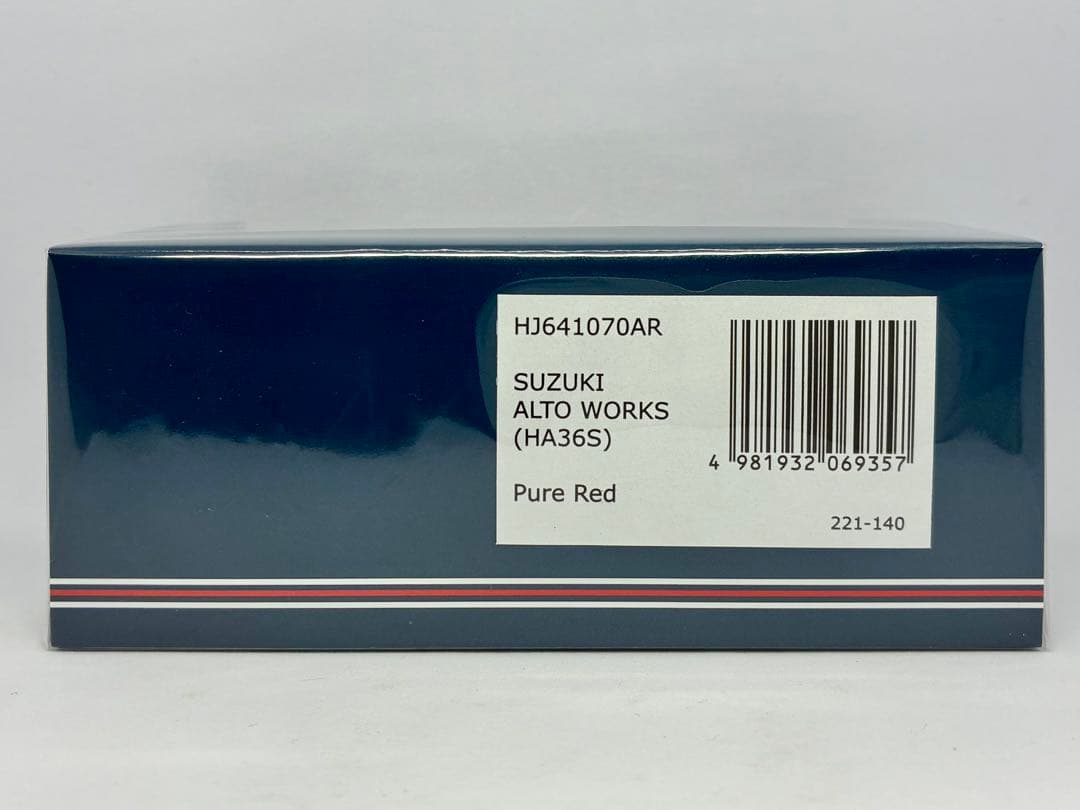 HJ641070AR
SUZUKI
ALTO WORKS
(HA36S)
Pure Red
4 981932 069357
221-140